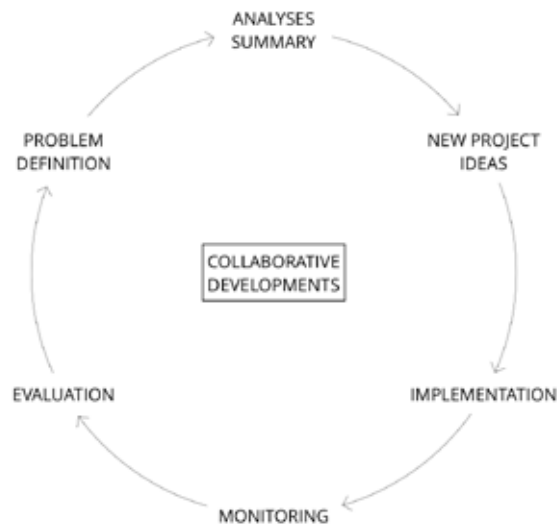 ANALYSES
SUMMARY
NEW PROJECT
IDEAS
IMPLEMENTATION
MONITORING
EVALUATION
PROBLEM
DEFINITION
COLLABORATIVE
DEVELOPMENTS